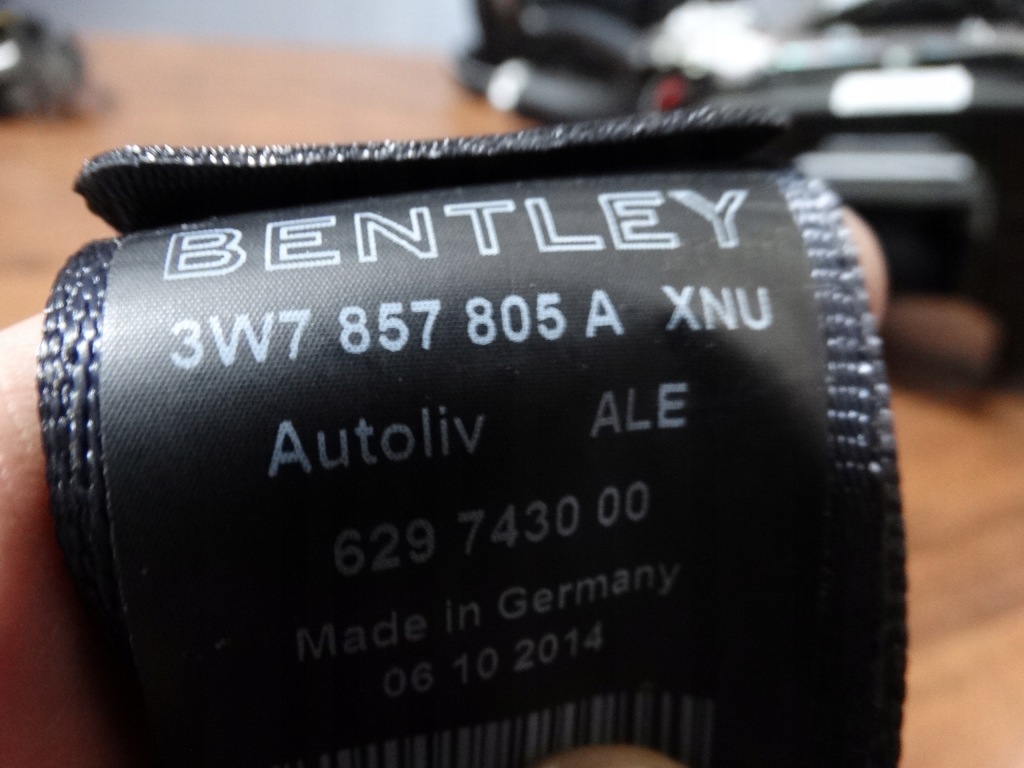 BENTLEY
3W7 857 805 A XNU
Autoliv ALE
629 7430 00
Made in Germany
06 10 2014